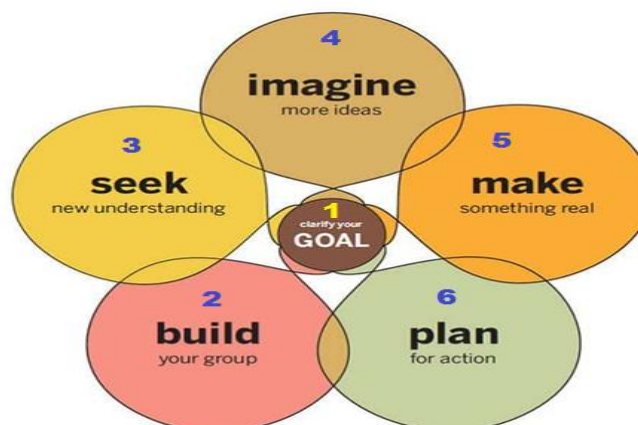 1
clarify your
GOAL
2
build
your group
3
seek
new understanding
4
imagine
more ideas
5
make
something real
6
plan
for action